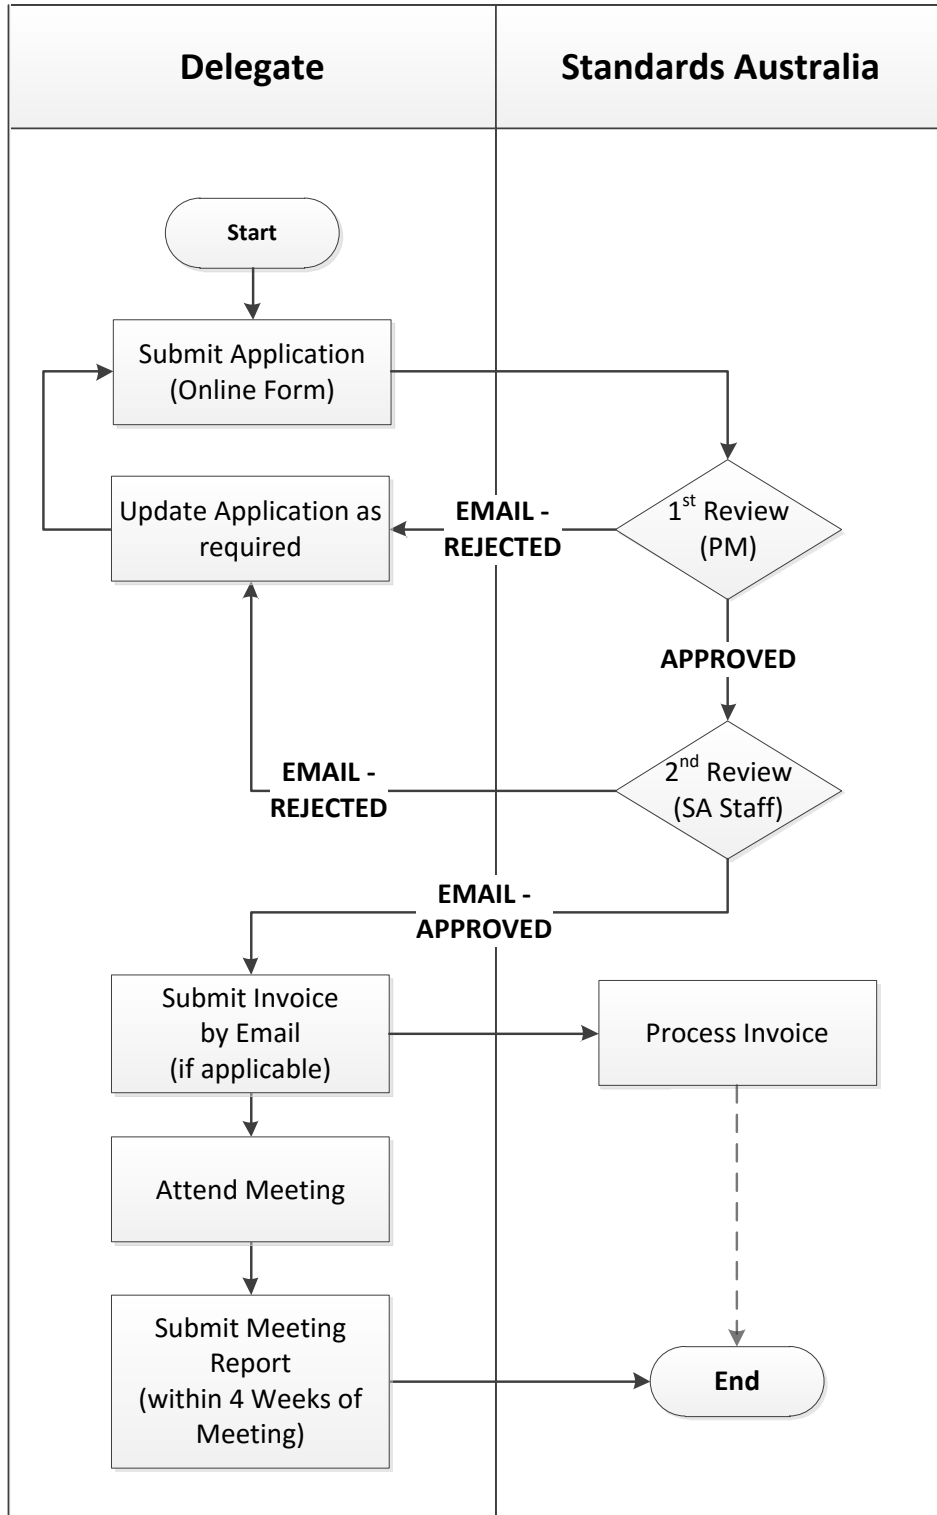 Delegate
Standards Australia
Start
Submit Application
(Online Form)
Update Application as
required
EMAIL -
REJECTED
1st Review
(PM)
APPROVED
2nd Review
(SA Staff)
EMAIL -
REJECTED
EMAIL -
APPROVED
Submit Invoice
by Email
(if applicable)
Process Invoice
Attend Meeting
Submit Meeting
Report
(within 4 Weeks of
Meeting)
End